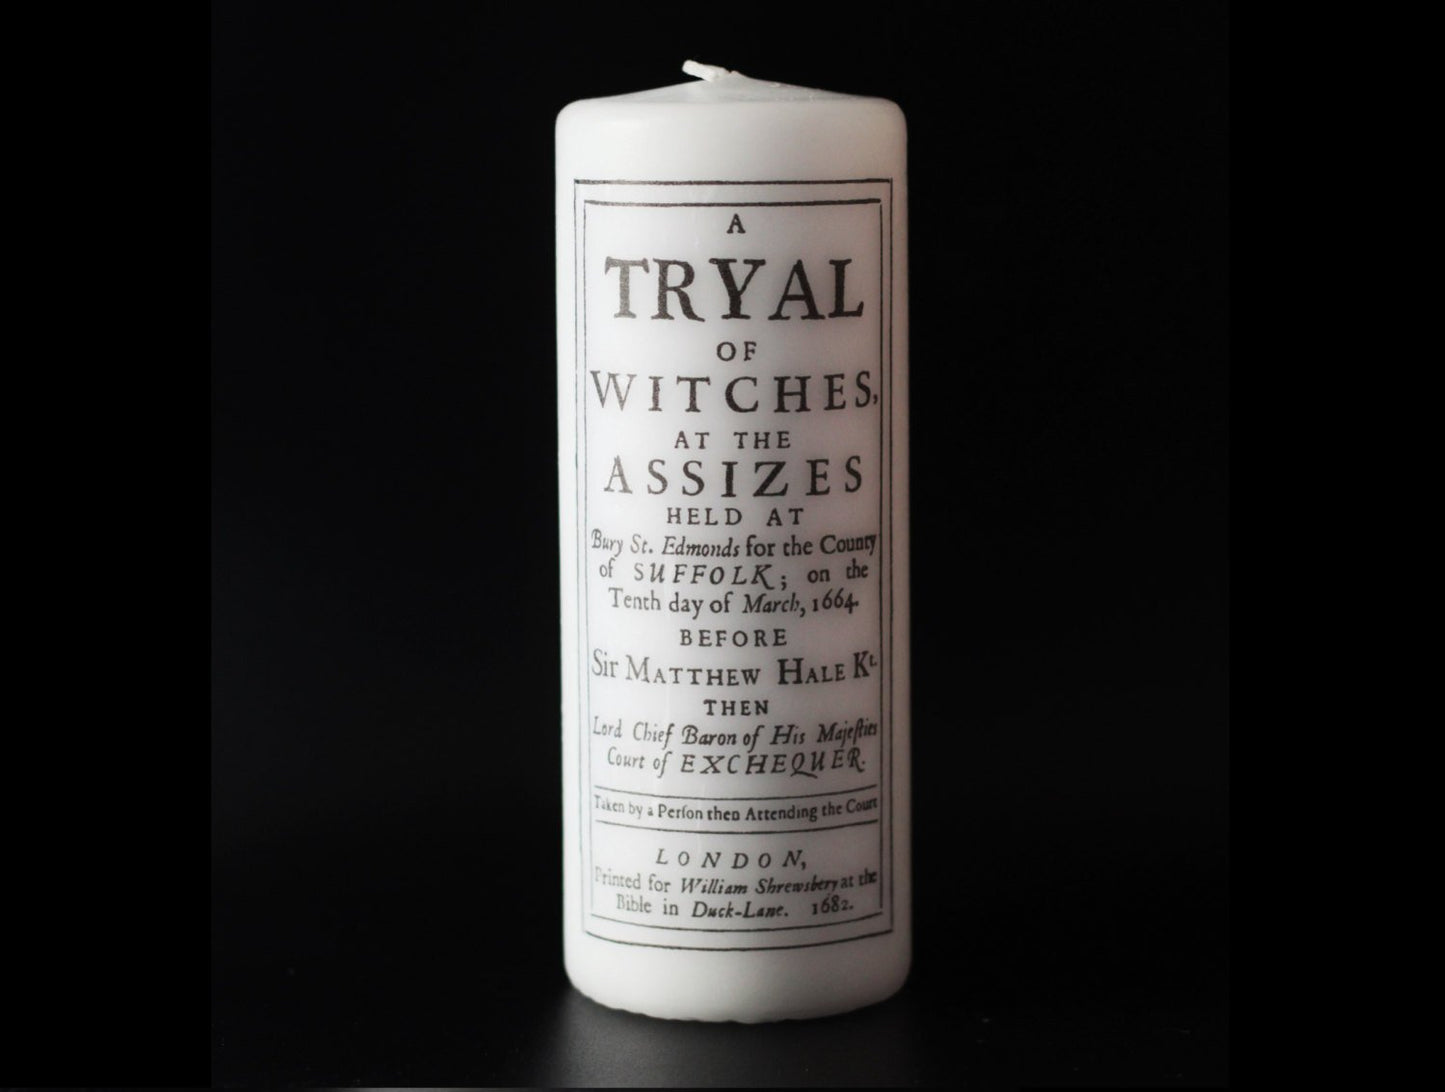 A
TRYAL
OF
WITCHES,
AT THE
ASSIZES
HELD AT
Bury St. Edmonds for the County
of SUFFOLK; on the
Tenth day of March, 1664.
BEFORE
Sir MATTHEW HALE Kt.
THEN
Lord Chief Baron of His Majeſties
Court of EXCHEQUER.
Taken by a Perſon then Attending the Court
LONDON,
Printed for William Shrewsbery at the
Bible in Duck-Lane. 1682.